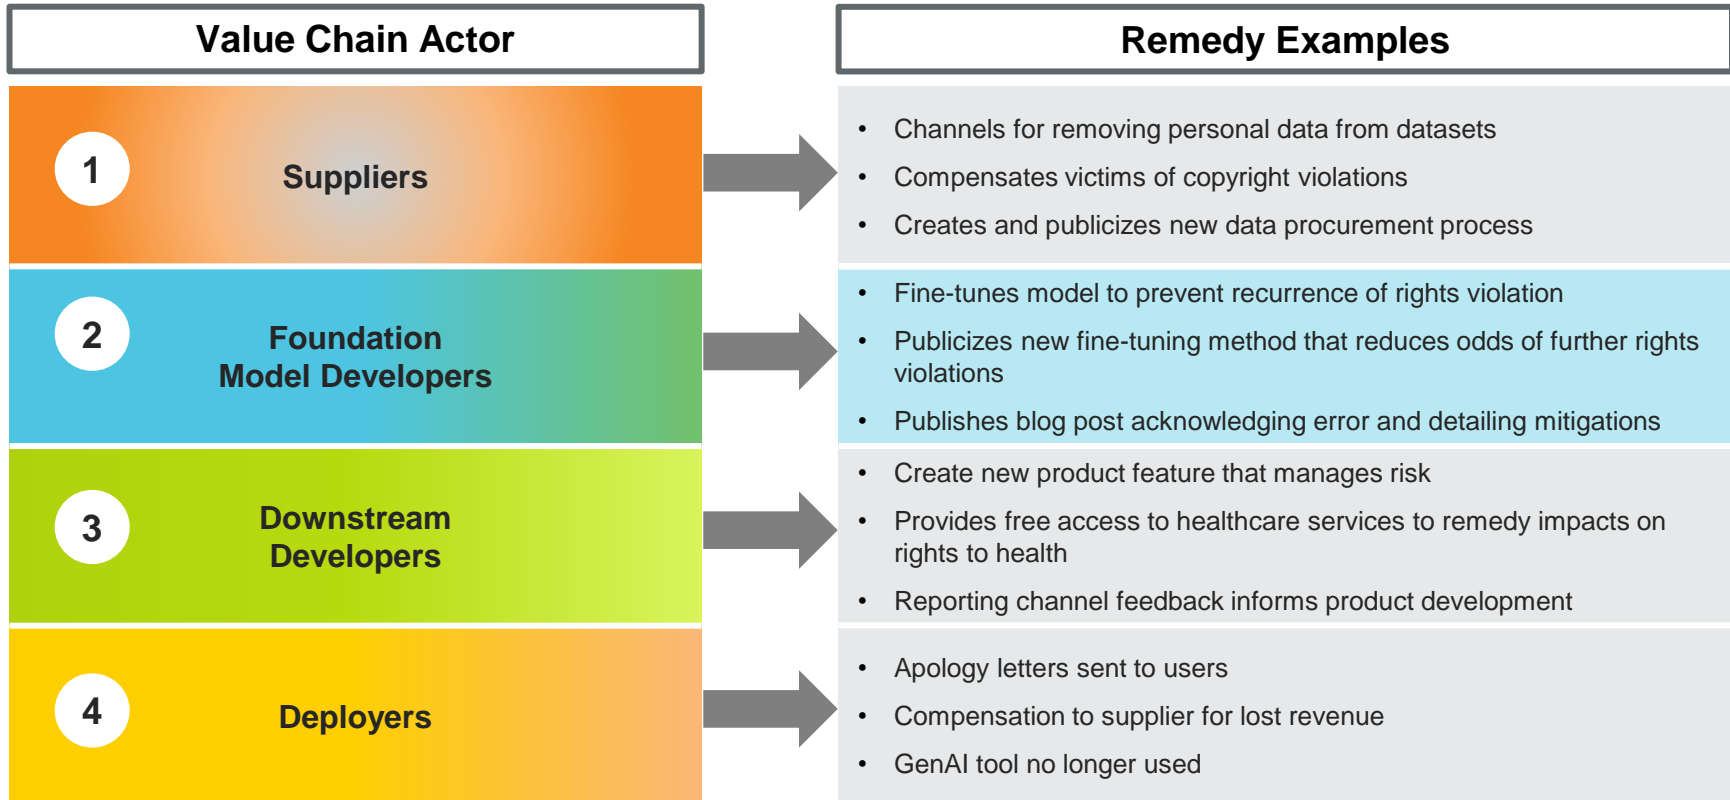 Value Chain Actor
Remedy Examples
1
Suppliers
• Channels for removing personal data from datasets
• Compensates victims of copyright violations
• Creates and publicizes new data procurement process
2
Foundation
Model Developers
• Fine-tunes model to prevent recurrence of rights violation
• Publicizes new fine-tuning method that reduces odds of further rights
violations
• Publishes blog post acknowledging error and detailing mitigations
3
Downstream
Developers
• Create new product feature that manages risk
• Provides free access to healthcare services to remedy impacts on
rights to health
• Reporting channel feedback informs product development
4
Deployers
• Apology letters sent to users
• Compensation to supplier for lost revenue
• GenAI tool no longer used